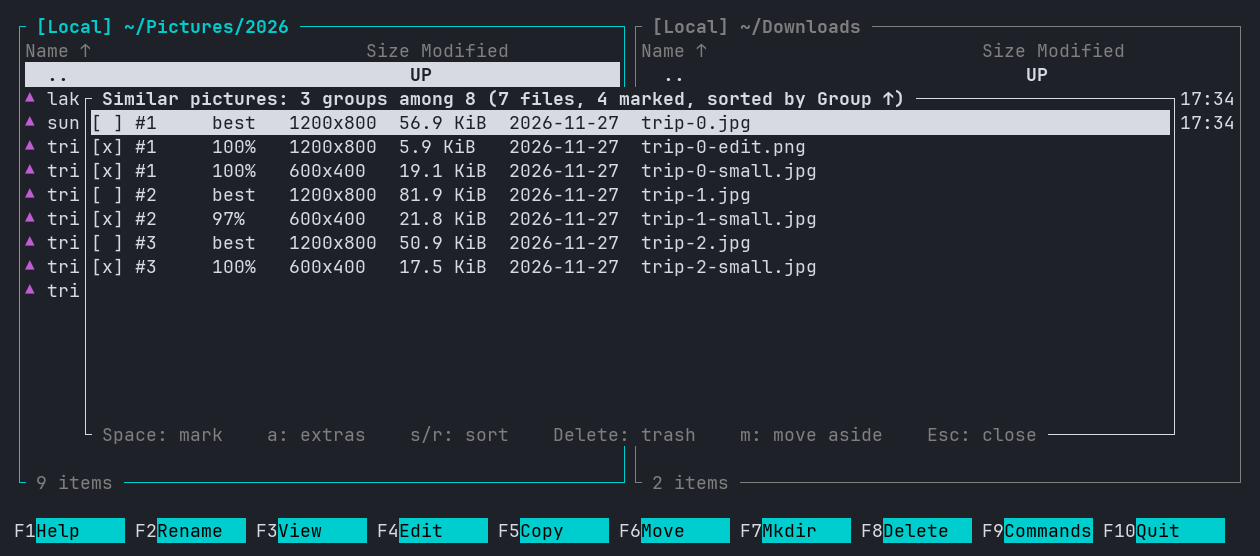 [Local] ~/Pictures/2026 [Local] ~/Downloads
Name ↑ Size Modified Name ↑ Size Modified
.. UP .. UP
lak Similar pictures: 3 groups among 8 (7 files, 4 marked, sorted by Group ↑) 17:34
sun [ ] #1 best 1200x800 56.9 KiB 2026-11-27 trip-0.jpg 17:34
tri [x] #1 100% 1200x800 5.9 KiB 2026-11-27 trip-0-edit.png
tri [x] #1 100% 600x400 19.1 KiB 2026-11-27 trip-0-small.jpg
tri [ ] #2 best 1200x800 81.9 KiB 2026-11-27 trip-1.jpg
tri [x] #2 97% 600x400 21.8 KiB 2026-11-27 trip-1-small.jpg
tri [ ] #3 best 1200x800 50.9 KiB 2026-11-27 trip-2.jpg
tri [x] #3 100% 600x400 17.5 KiB 2026-11-27 trip-2-small.jpg
tri
Space: mark a: extras s/r: sort Delete: trash m: move aside Esc: close
9 items 2 items
F1Help F2Rename F3View F4Edit F5Copy F6Move F7Mkdir F8Delete F9Commands F10Quit